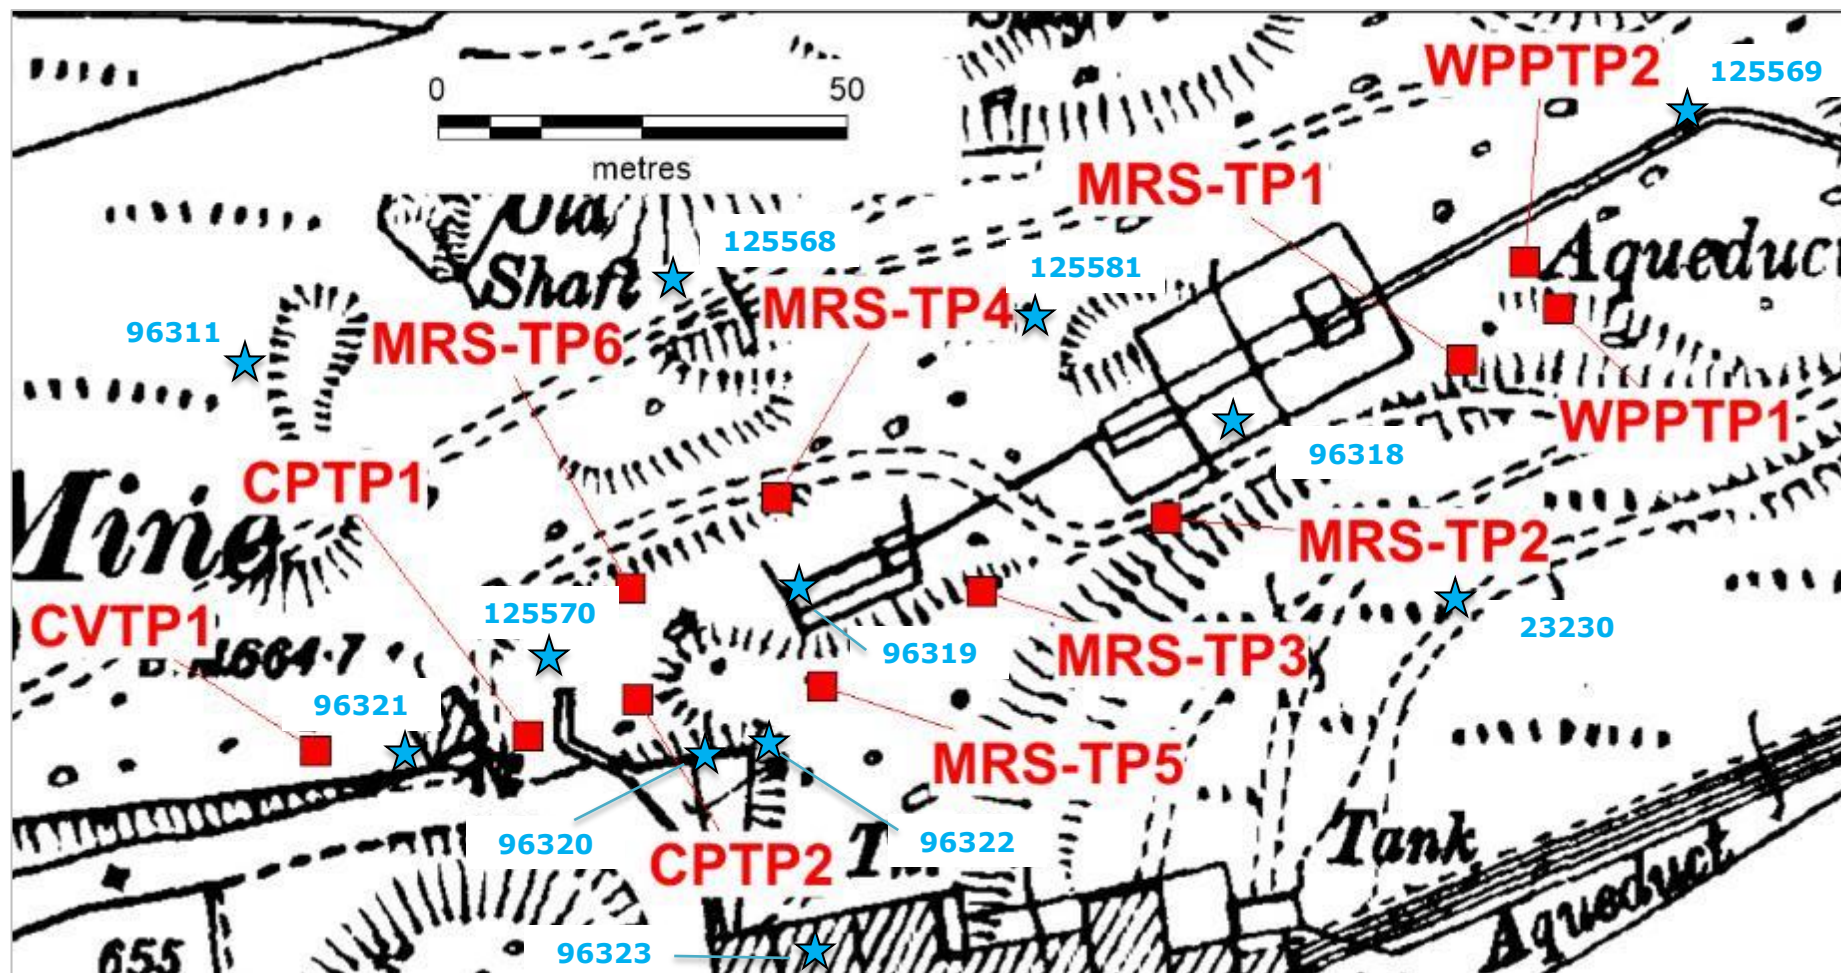 WPPTP2
125569
0 50
metres
MRS-TP1
Old
Shaft
125568
125581
Aqueduct
96311
MRS-TP6
MRS-TP4
WPPTP1
CPTP1
96318
Mine
MRS-TP2
CVTP1
125570
23230
1664·7
96319
MRS-TP3
96321
MRS-TP5
96320
96322
CPTP2
Tank
Aqueduct
655
96323